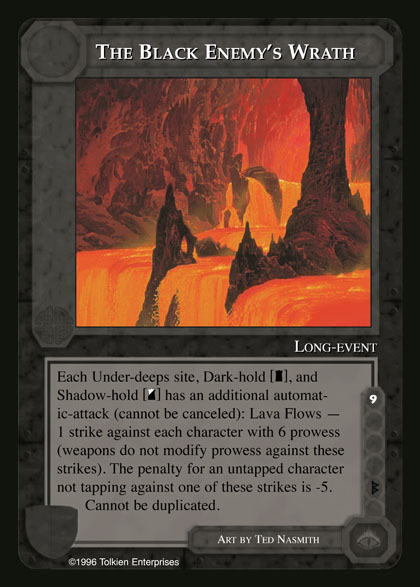 THE BLACK ENEMY'S WRATH
LONG-EVENT
Each Under-deeps site, Dark-hold [], and
Shadow-hold [] has an additional automat-
ic-attack (cannot be canceled): Lava Flows —
1 strike against each character with 6 prowess
(weapons do not modify prowess against these
strikes). The penalty for an untapped character
not tapping against one of these strikes is -5.
Cannot be duplicated.
9
ART BY TED NASMITH
©1996 Tolkien Enterprises